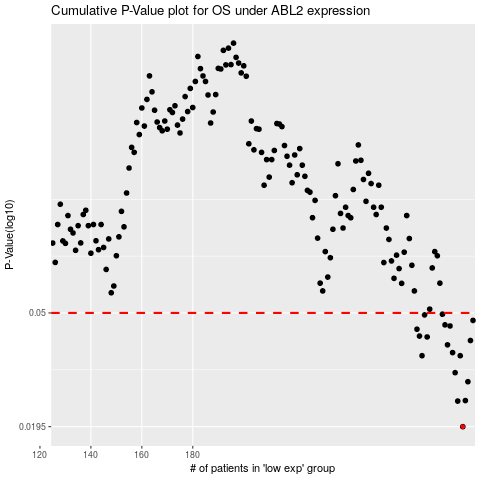 Cumulative P-Value plot for OS under ABL2 expression
P-Value(log10)
0.05
0.0195
120 140 160 180
# of patients in 'low exp' group